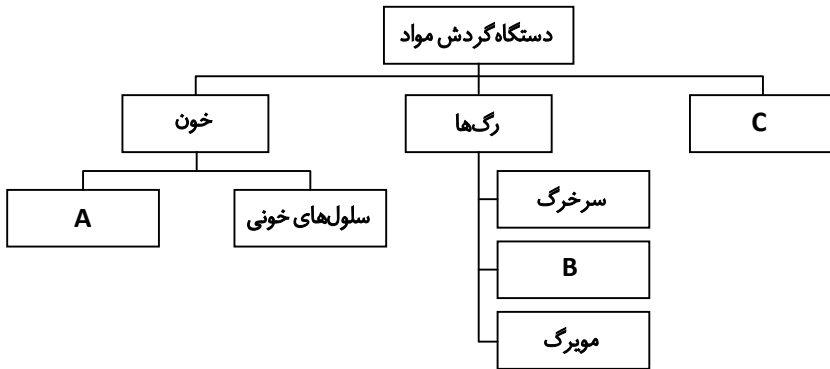 دستگاه گردش مواد
خون
رگ‌ها
C
A
سلول‌های خونی
سرخرگ
B
مویرگ